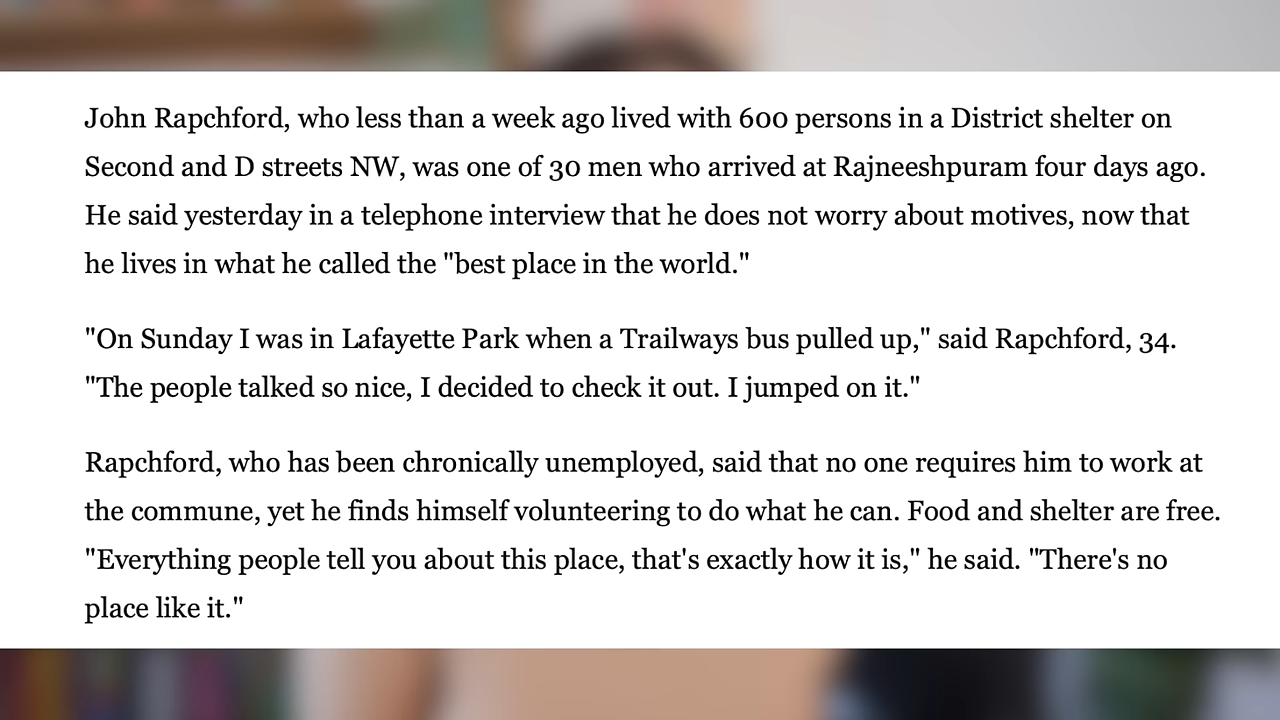 John Rapchford, who less than a week ago lived with 600 persons in a District shelter on
Second and D streets NW, was one of 30 men who arrived at Rajneeshpuram four days ago.
He said yesterday in a telephone interview that he does not worry about motives, now that
he lives in what he called the "best place in the world."
"On Sunday I was in Lafayette Park when a Trailways bus pulled up," said Rapchford, 34.
"The people talked so nice, I decided to check it out. I jumped on it."
Rapchford, who has been chronically unemployed, said that no one requires him to work at
the commune, yet he finds himself volunteering to do what he can. Food and shelter are free.
"Everything people tell you about this place, that's exactly how it is," he said. "There's no
place like it."